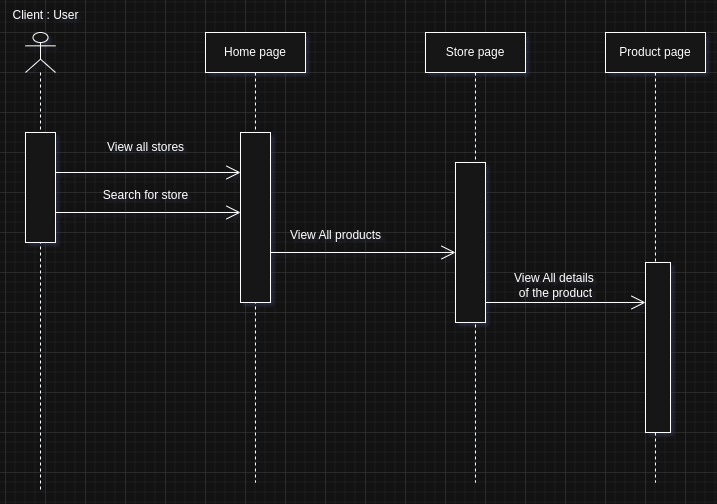 Client : User
Home page
Store page
Product page
View all stores
Search for store
View All products
View All details
of the product